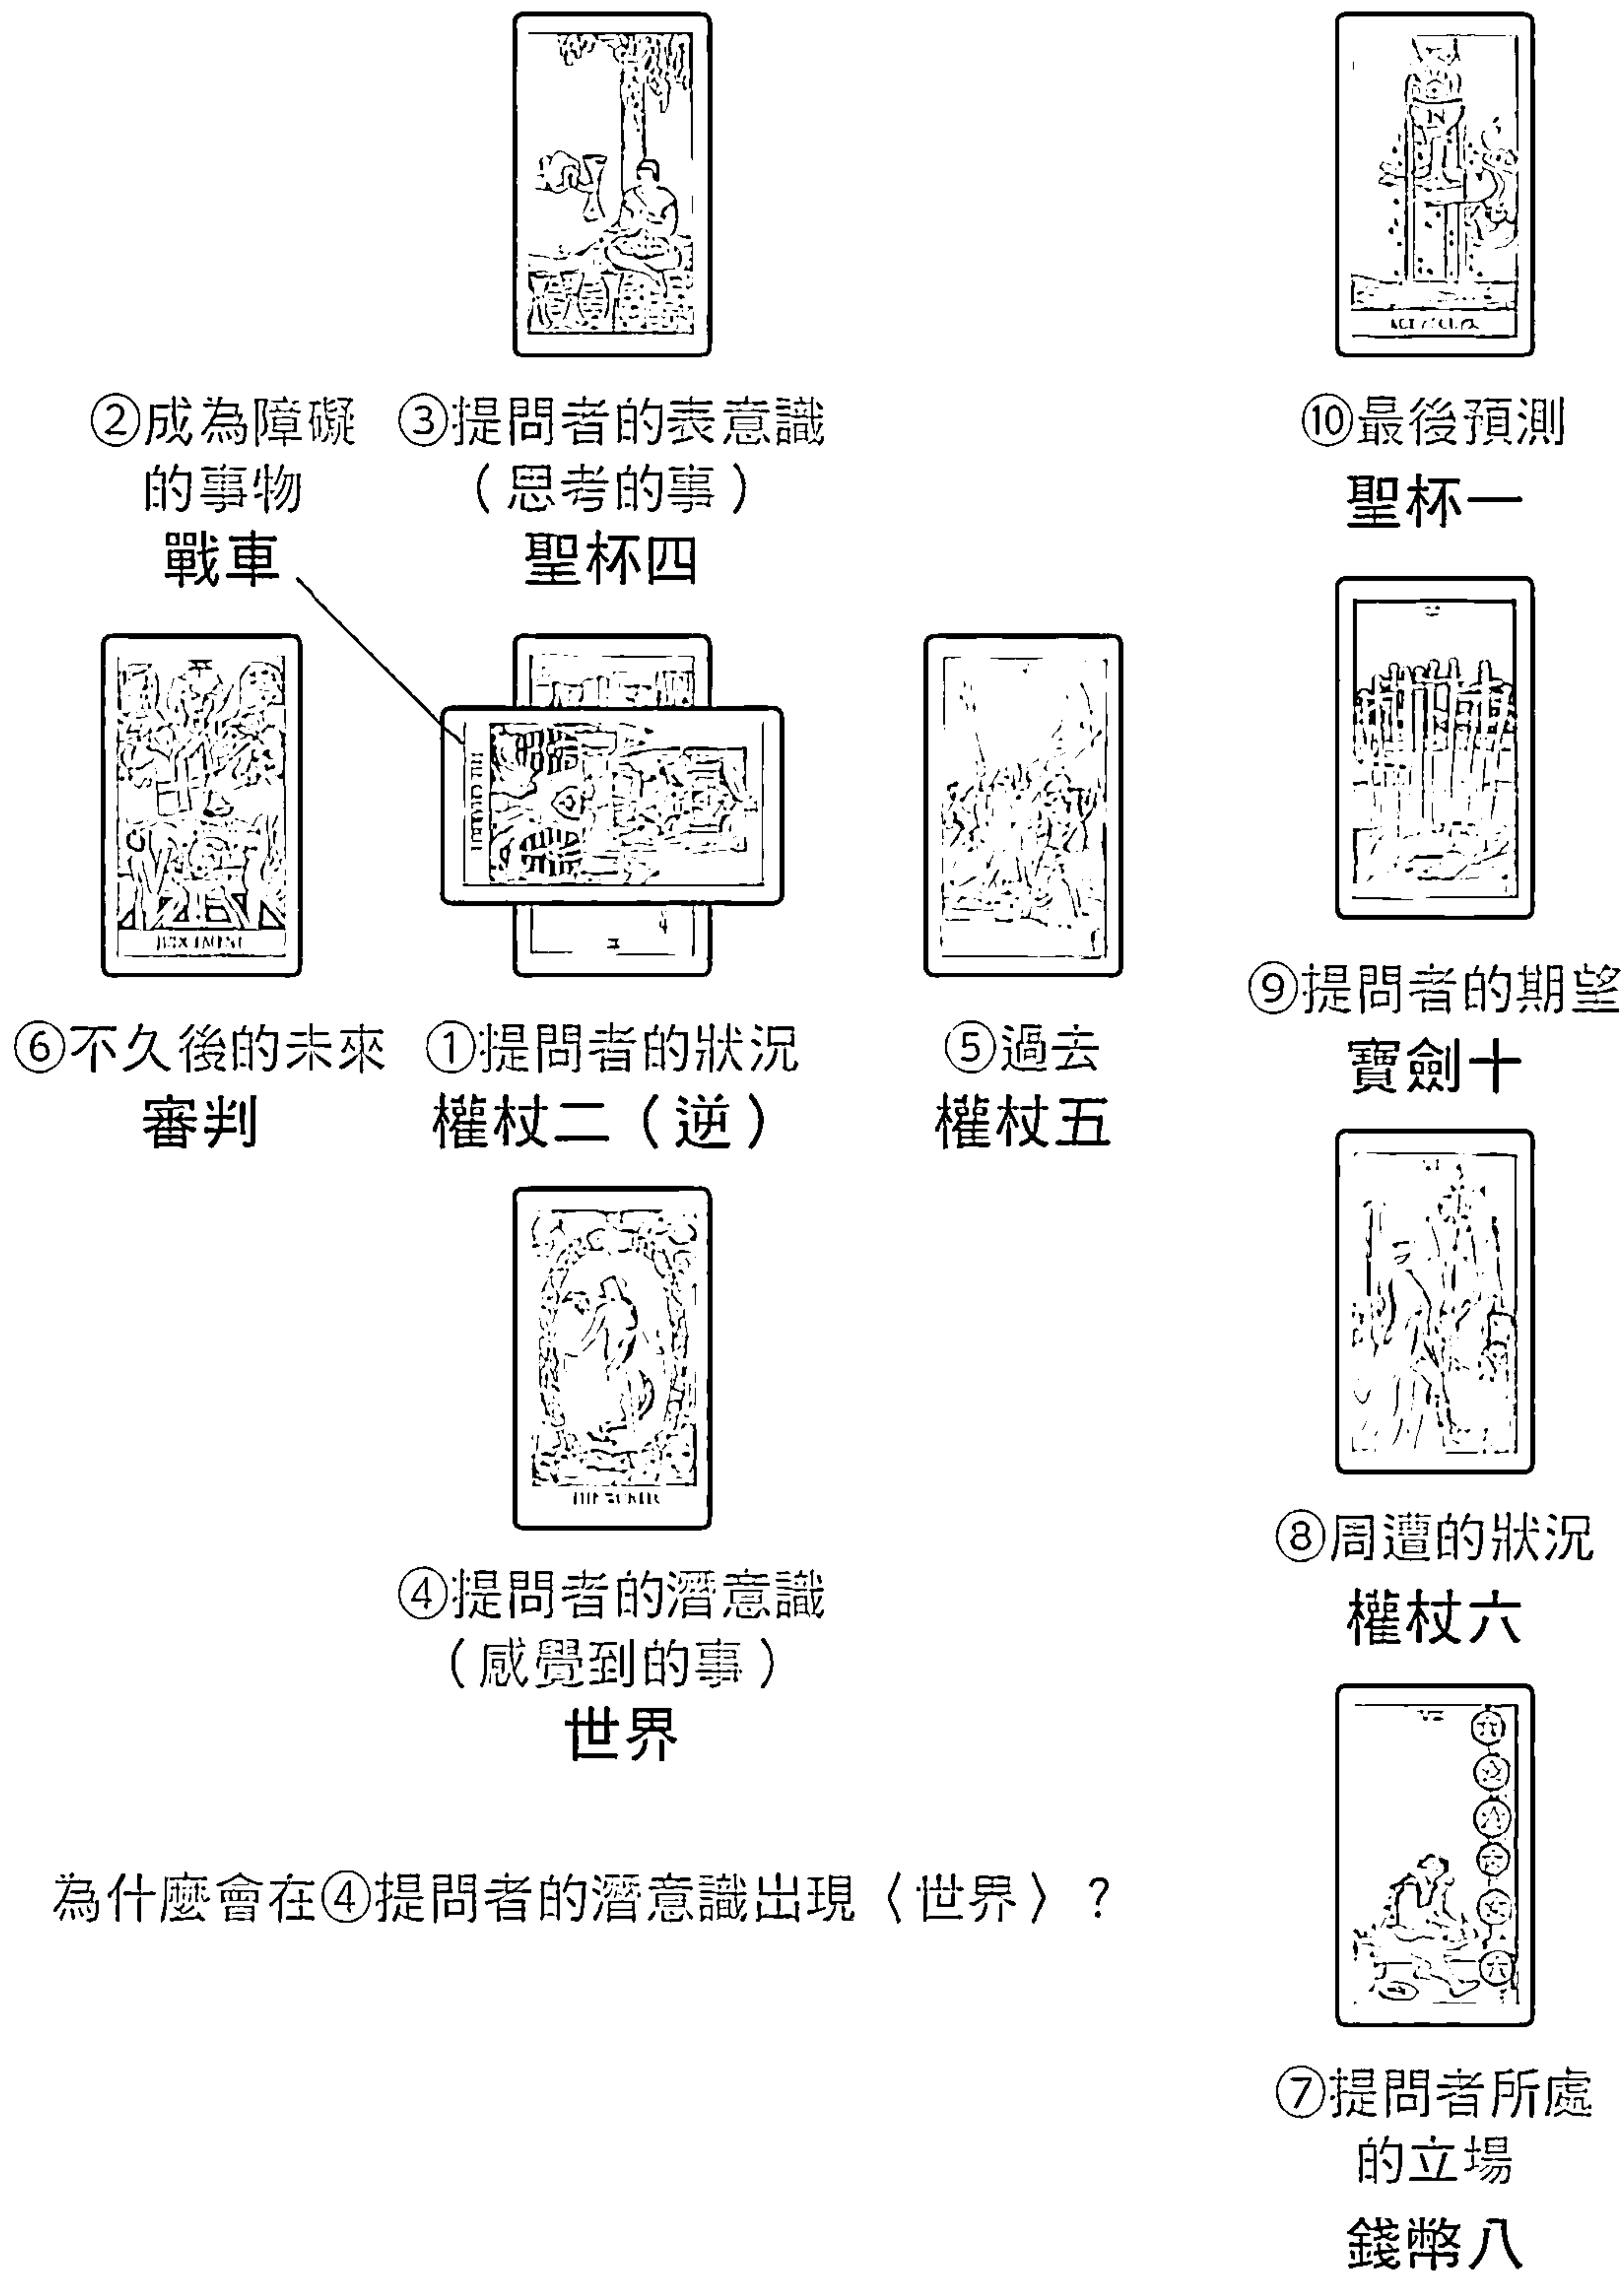 ②成為障礙
的事物
戰車
③提問者的表意識
（思考的事）
聖杯四
⑩最後預測
聖杯一
⑥不久後的未來
審判
①提問者的狀況
權杖二（逆）
⑤過去
權杖五
⑨提問者的期望
寶劍十
④提問者的潛意識
（感覺到的事）
世界
⑧周遭的狀況
權杖六
⑦提問者所處
的立場
錢幣八
為什麼會在④提問者的潛意識出現〈世界〉？